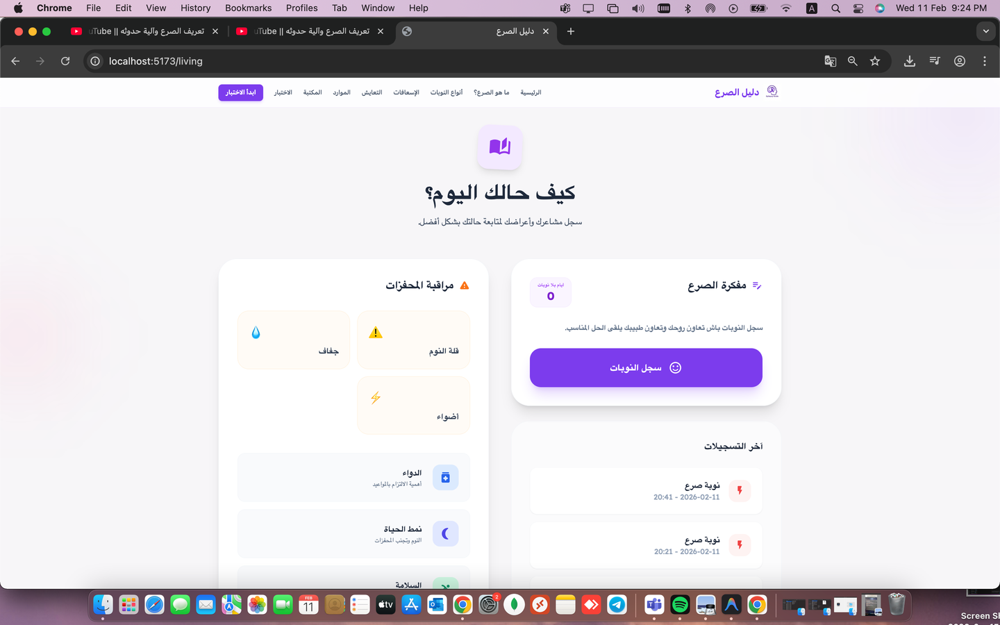 Chrome File Edit View History Bookmarks Profiles Tab Window Help
A Wed 11 Feb 9:24 PM
تعريف الصرع وآلية حدوثه || uTube
تعريف الصرع وآلية حدوثه || uTube
دليل الصرع
localhost:5173/living
دليل الصرع
الرئيسية ما هو الصرع؟ أنواع النوبات الإسعافات التعايش الموارد المكتبة الاختبار ابدأ الاختبار
كيف حالك اليوم؟
سجل مشاعرك وأعراضك لمتابعة حالتك بشكل أفضل.
مفكرة الصرع
أيام بلا نوبات
0
سجل النوبات باش تعاون روحك وتعاون طبيبك يلقى الحل المناسب.
سجل النوبات
آخر التسجيلات
نوبة صرع
2026-02-11 - 20:41
نوبة صرع
2026-02-11 - 20:21
مراقبة المحفزات
قلة النوم
جفاف
أضواء
الدواء
أهمية الالتزام بالمواعيد
نمط الحياة
النوم وتجنب المحفزات
السلامة
FEB
11
tv
2
Screen Sh